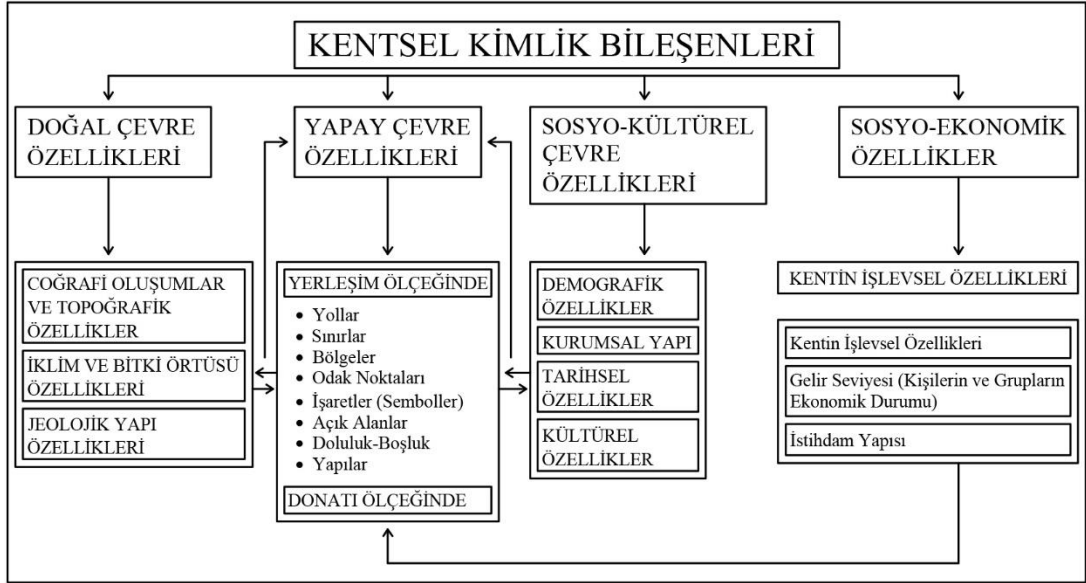 KENTSEL KİMLİK BİLEŞENLERİ
DOĞAL ÇEVRE
ÖZELLİKLERİ
YAPAY ÇEVRE
ÖZELLİKLERİ
SOSYO-KÜLTÜREL
ÇEVRE
ÖZELLİKLERİ
SOSYO-EKONOMİK
ÖZELLİKLER
COĞRAFİ OLUŞUMLAR
VE TOPOĞRAFİK
ÖZELLİKLER
İKLİM VE BİTKİ ÖRTÜSÜ
ÖZELLİKLERİ
JEOLOJİK YAPI
ÖZELLİKLERİ
YERLEŞİM ÖLÇEĞİNDE
• Yollar
• Sınırlar
• Bölgeler
• Odak Noktaları
• İşaretler (Semboller)
• Açık Alanlar
• Doluluk-Boşluk
• Yapılar
DONATI ÖLÇEĞİNDE
DEMOGRAFİK
ÖZELLİKLER
KURUMSAL YAPI
TARİHSEL
ÖZELLİKLER
KÜLTÜREL
ÖZELLİKLER
KENTİN İŞLEVSEL ÖZELLİKLERİ
Kentin İşlevsel Özellikleri
Gelir Seviyesi (Kişilerin ve Grupların
Ekonomik Durumu)
İstihdam Yapısı